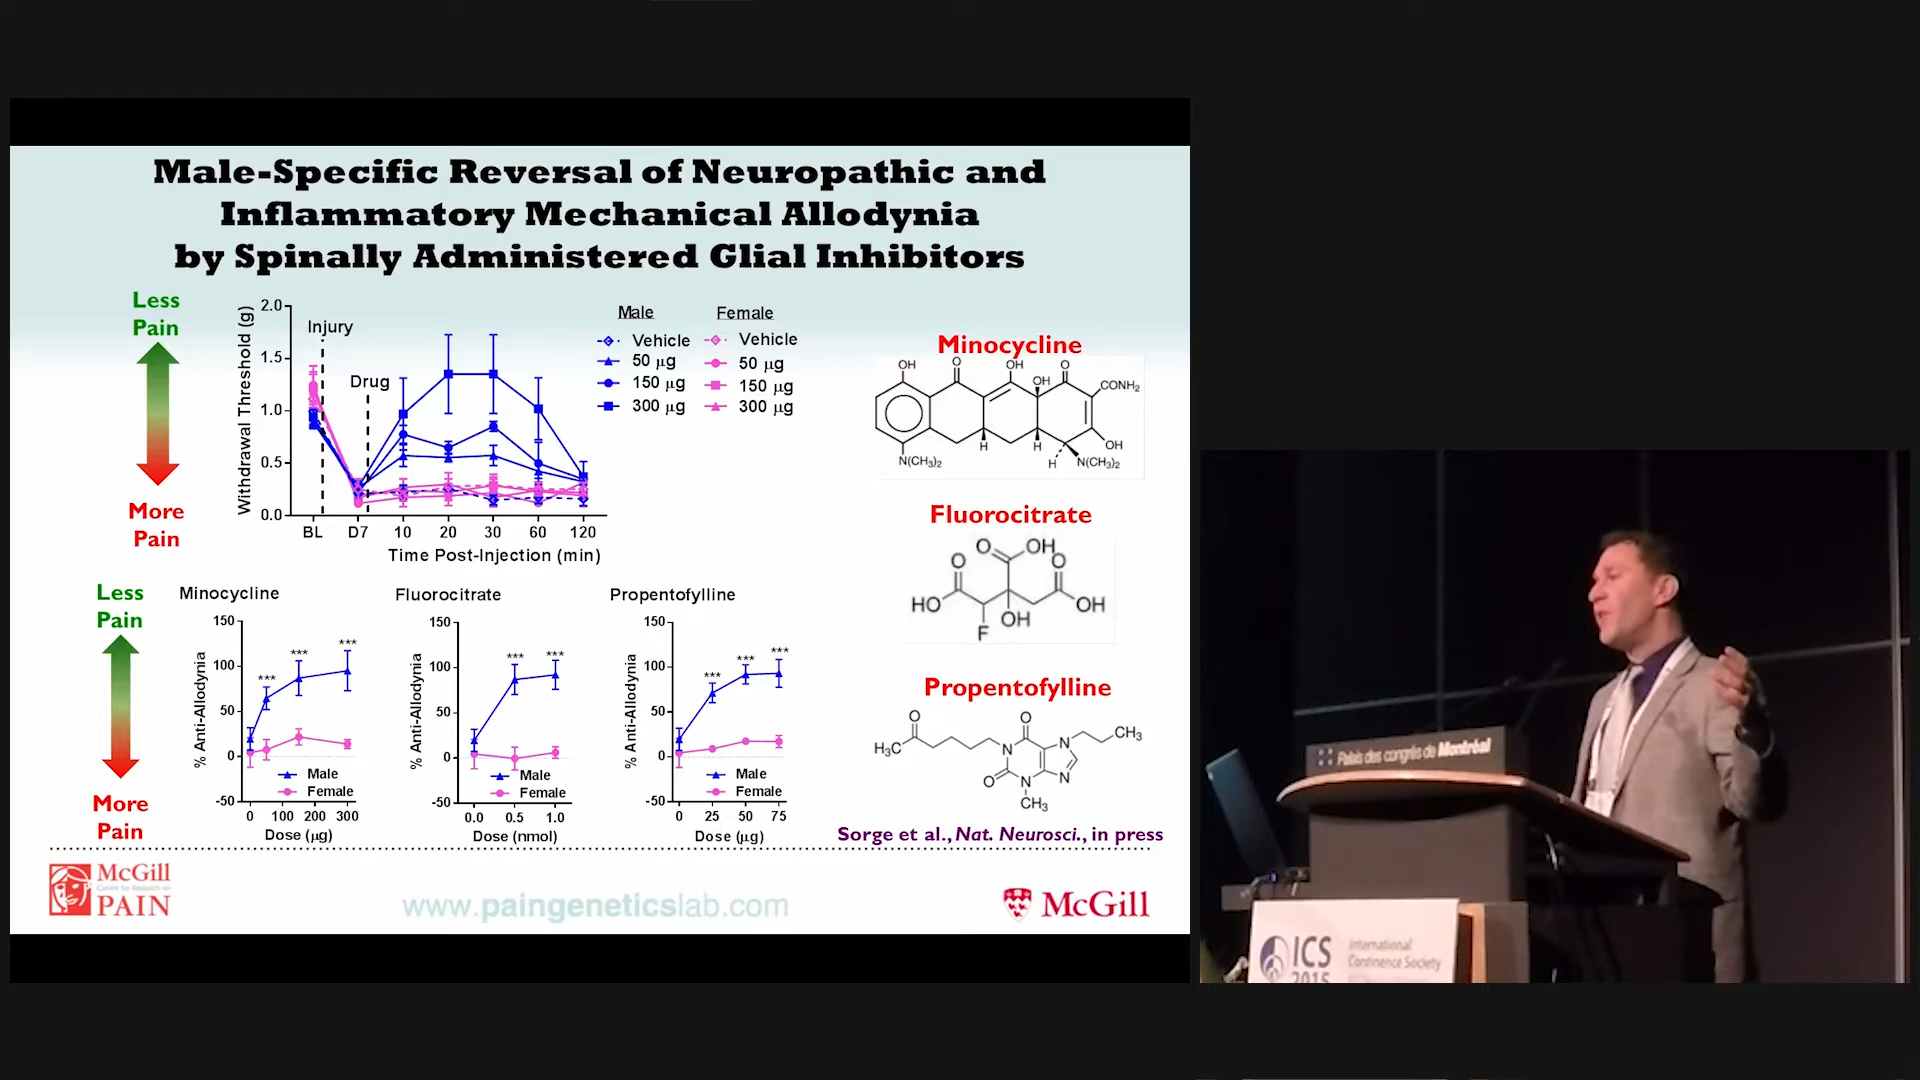 Male-Specific Reversal of Neuropathic and
Inflammatory Mechanical Allodynia
by Spinally Administered Glial Inhibitors
Less
Pain
More
Pain
Withdrawal Threshold (g)
2.0
1.5
1.0
0.5
0.0
Injury
Drug
BL D7 10 20 30 60 120
Time Post-Injection (min)
Male Female
Vehicle Vehicle
50 µg 50 µg
150 µg 150 µg
300 µg 300 µg
Minocycline
OH O OH OH O CONH2
OH
N(CH3)2 H H H N(CH3)2
Fluorocitrate
O OH
O O
HO OH
OH
F
Propentofylline
O O
H3C N N CH3
O N N
CH3
Less
Pain
More
Pain
Minocycline
% Anti-Allodynia
150
100
50
0
-50
*** *** ***
Male
Female
0 100 200 300
Dose (µg)
Fluorocitrate
% Anti-Allodynia
150
100
50
0
-50
*** ***
Male
Female
0.0 0.5 1.0
Dose (nmol)
Propentofylline
% Anti-Allodynia
150
100
50
0
-50
*** *** ***
Male
Female
0 25 50 75
Dose (µg)
Sorge et al., Nat. Neurosci., in press
McGill
Centre for Research on
PAIN
www.paingeneticslab.com
McGill
Palais des congrès de Montréal
ICS
2015
International
Continence Society